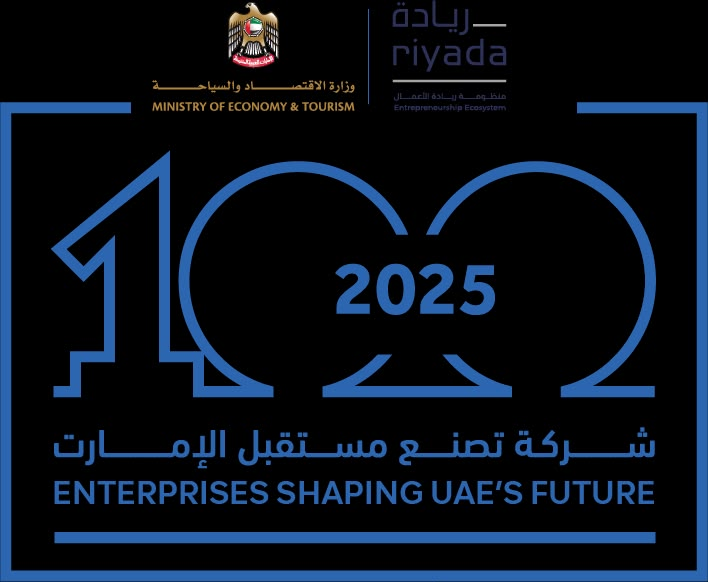 وزارة الاقتصاد والسياحة
MINISTRY OF ECONOMY & TOURISM
ريادة
riyada
منظومة ريادة الأعمال
Entrepreneurship Ecosystem
100
2025
شركة تصنع مستقبل الإمارت
ENTERPRISES SHAPING UAE'S FUTURE